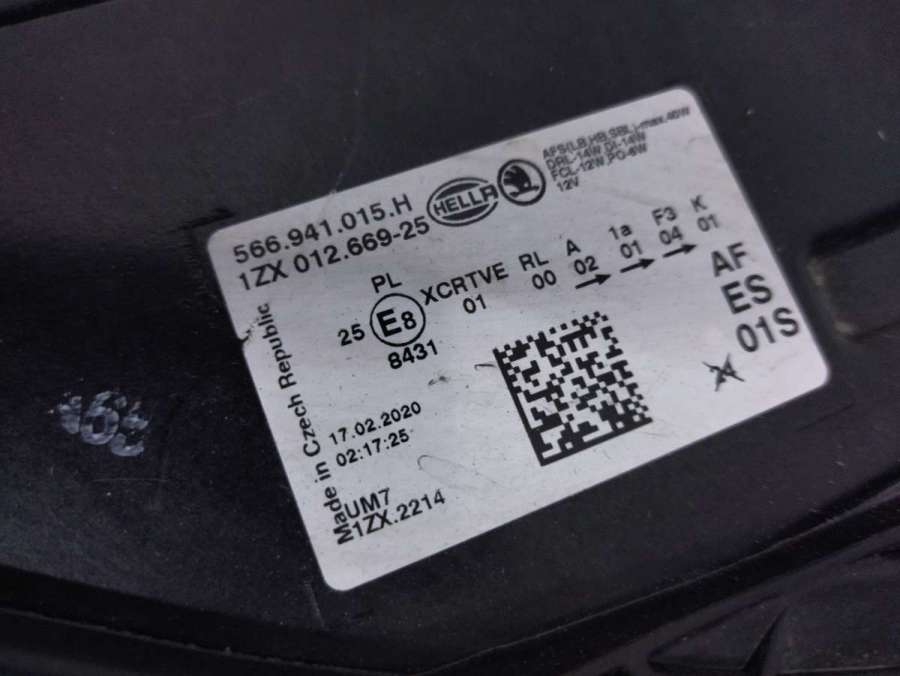 566.941.015.H
1ZX 012.669-25
HELLA
AFS(LB,HB,SBL)-max.46W
DRL-14W, DI-14W
FCL-12W, PO-6W
12V
PL
25 E8 XCRTVE RL A 1a F3 K
8431 01 00 02 01 04 01
AF
ES
01S
Made in Czech Republic
17.02.2020
02:17:25
UM7
1ZX.2214